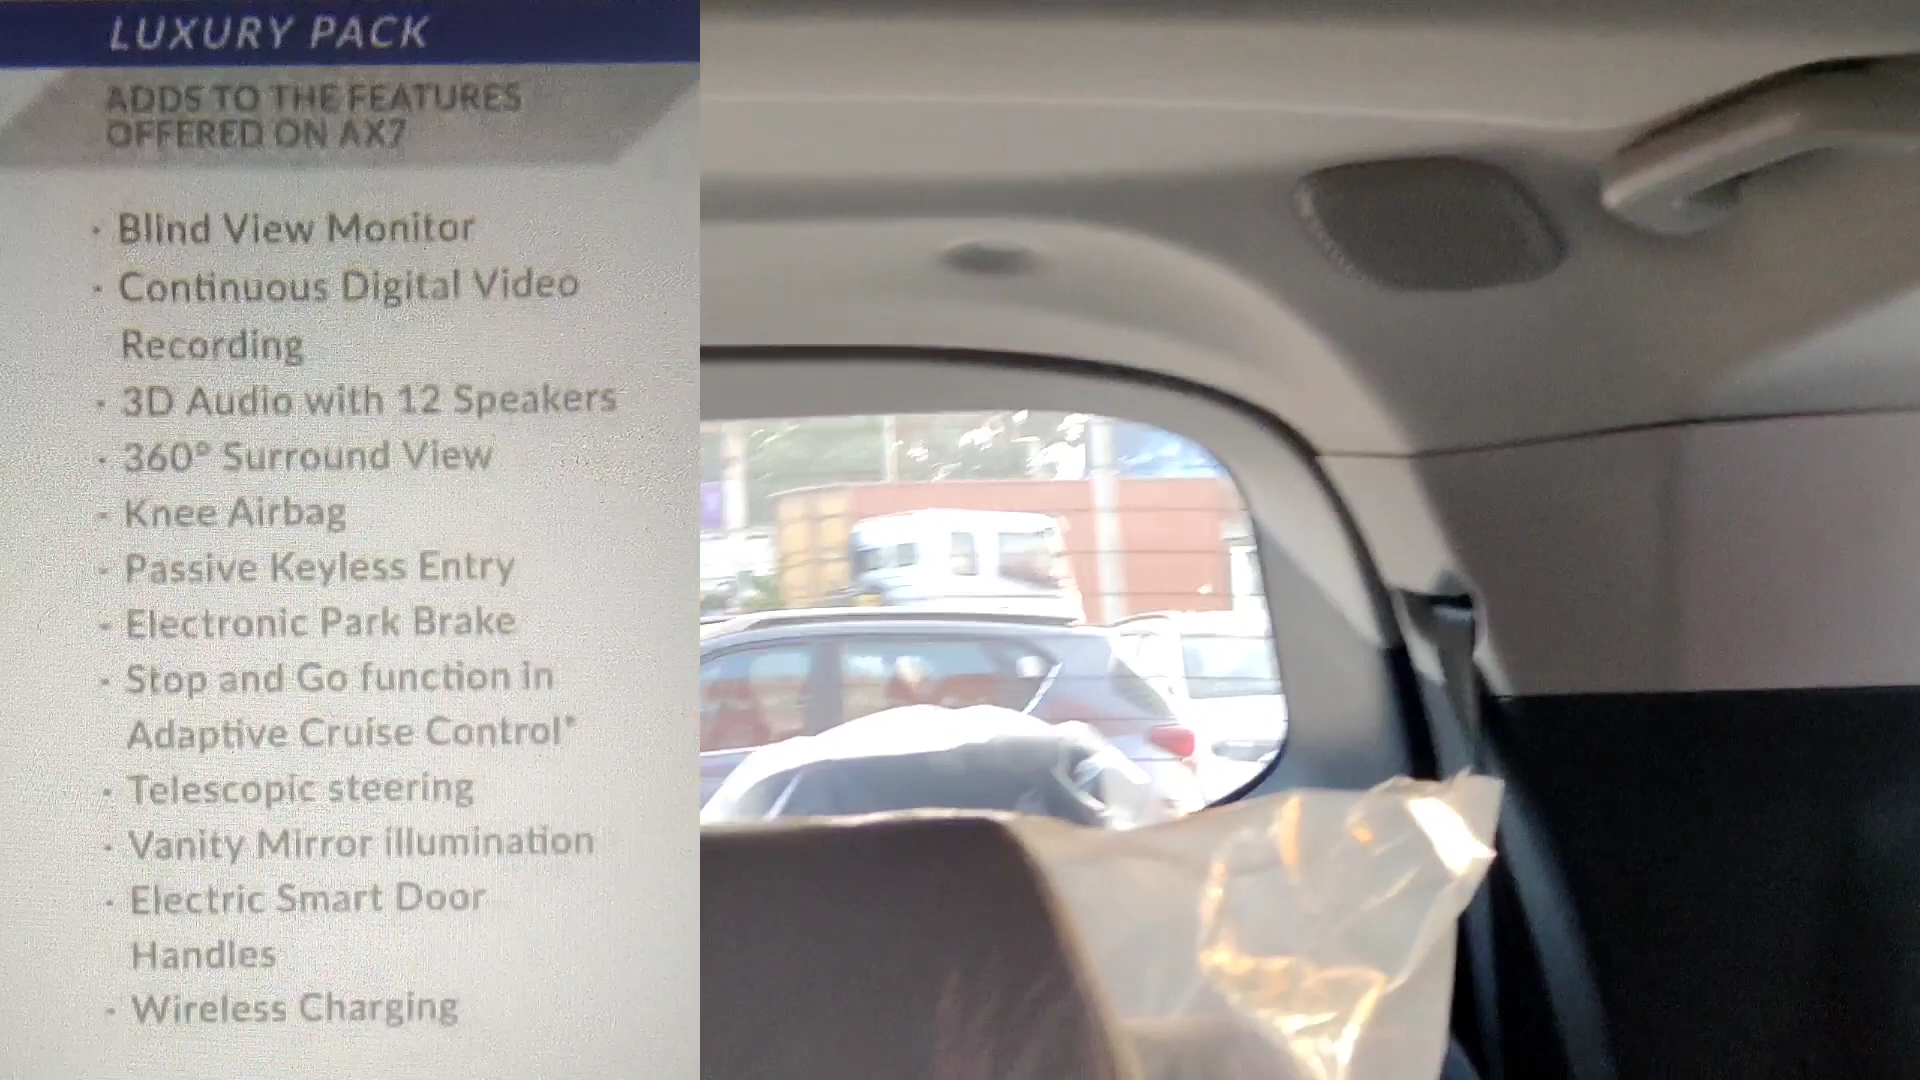 LUXURY PACK
ADDS TO THE FEATURES
OFFERED ON AX7
· Blind View Monitor
· Continuous Digital Video
Recording
· 3D Audio with 12 Speakers
· 360° Surround View
- Knee Airbag
- Passive Keyless Entry
- Electronic Park Brake
· Stop and Go function in
Adaptive Cruise Control*
· Telescopic steering
· Vanity Mirror illumination
· Electric Smart Door
Handles
· Wireless Charging